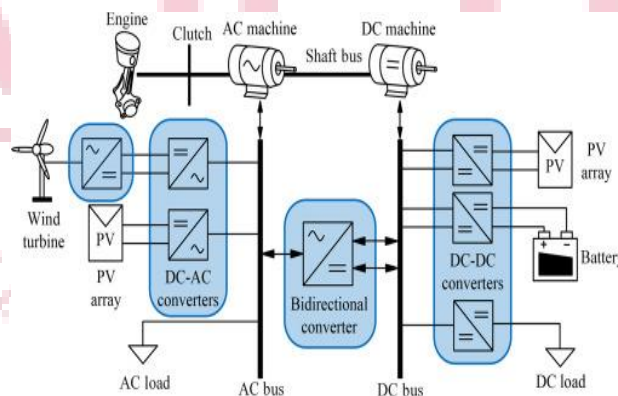 Engine
Clutch
AC machine
DC machine
Shaft bus
Wind
turbine
PV
PV
array
DC-AC
converters
Bidirectional
converter
DC-DC
converters
PV
PV
array
+ −
Battery
AC load
AC bus
DC bus
DC load